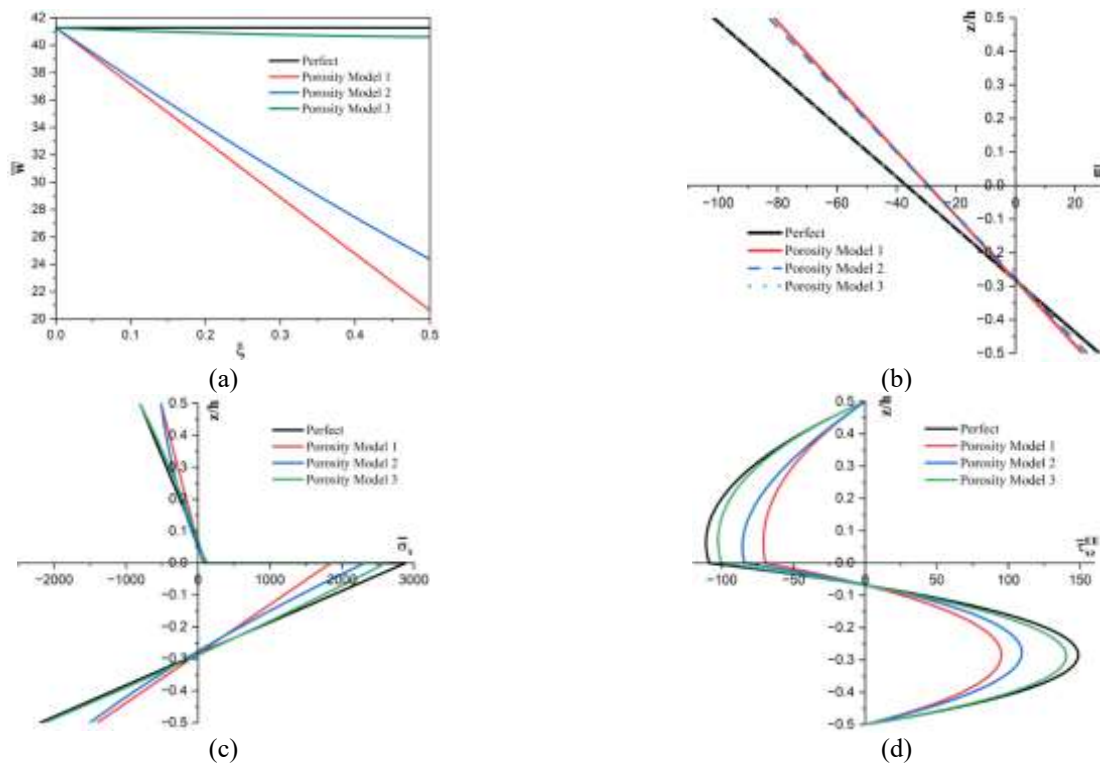 42
40
38
36
34
32
30
28
26
24
22
20
w̄
0.0 0.1 0.2 0.3 0.4 0.5
ξ
Perfect
Porosity Model 1
Porosity Model 2
Porosity Model 3
(a)
z/h
0.5
0.4
0.3
0.2
0.1
0.0
−0.1
−0.2
−0.3
−0.4
−0.5
−100 −80 −60 −40 −20 0 20
Perfect
Porosity Model 1
Porosity Model 2
Porosity Model 3
(b)
z/h
0.5
0.4
0.3
0.2
0.1
0.0
−0.1
−0.2
−0.3
−0.4
−0.5
−2000 −1000 0 1000 2000 3000
Perfect
Porosity Model 1
Porosity Model 2
Porosity Model 3
(c)
z/h
0.5
0.4
0.3
0.2
0.1
0.0
−0.1
−0.2
−0.3
−0.4
−0.5
−100 −50 0 50 100 150
Perfect
Porosity Model 1
Porosity Model 2
Porosity Model 3
(d)